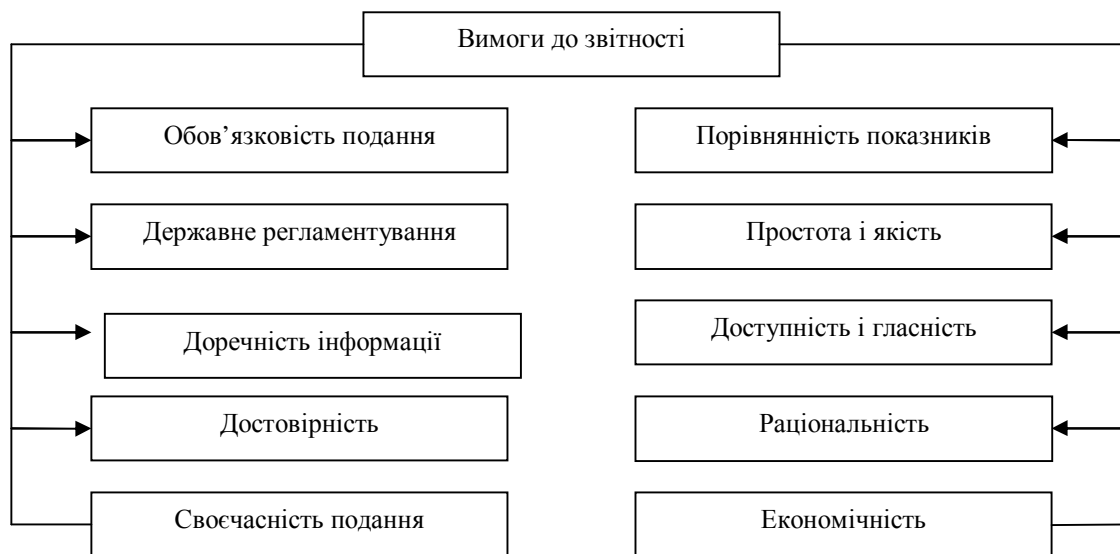 Вимоги до звітності
Обов’язковість подання
Порівнянність показників
Державне регламентування
Простота і якість
Доречність інформації
Доступність і гласність
Достовірність
Раціональність
Своєчасність подання
Економічність